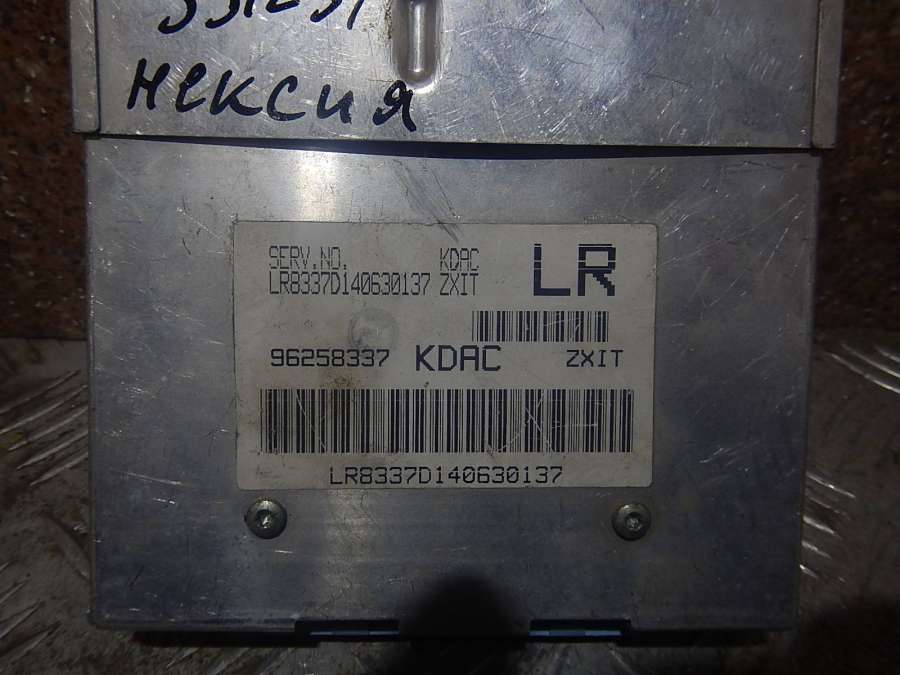 нексия
SERV.NO. KDAC LR
LR8337D140630137 ZXIT
96258337 KDAC ZXIT
LR8337D140630137